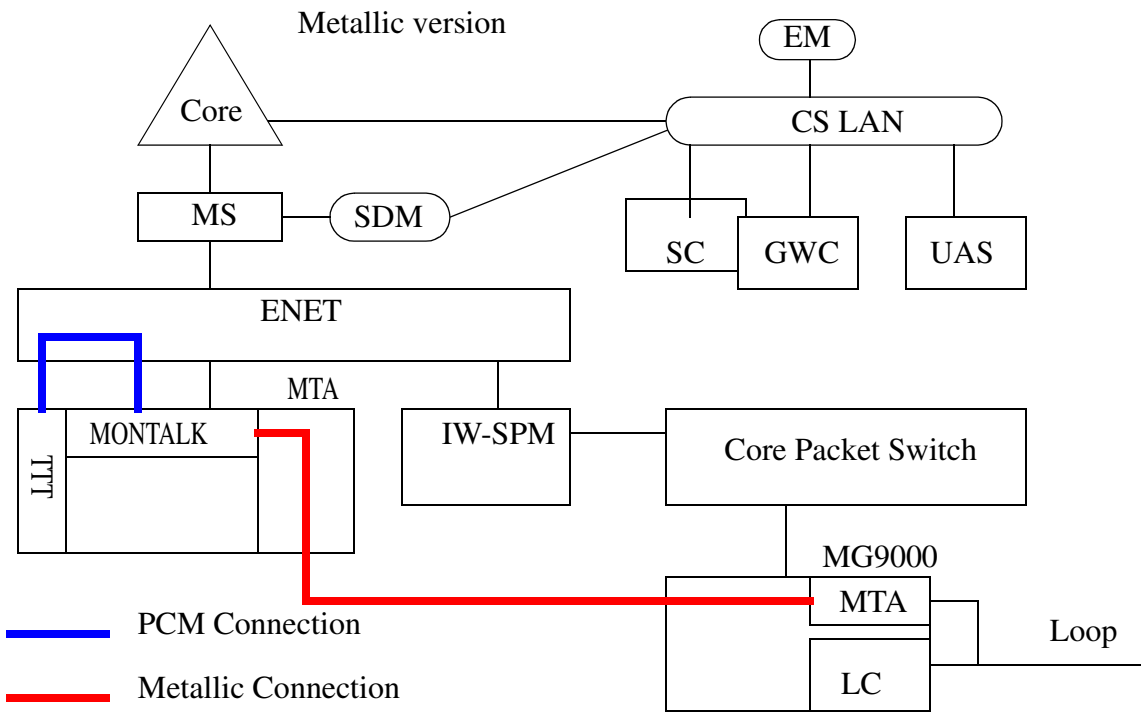 Metallic version
EM
Core
CS LAN
MS
SDM
SC
GWC
UAS
ENET
MTA
MONTALK
TTT
IW-SPM
Core Packet Switch
MG9000
MTA
PCM Connection
Loop
LC
Metallic Connection